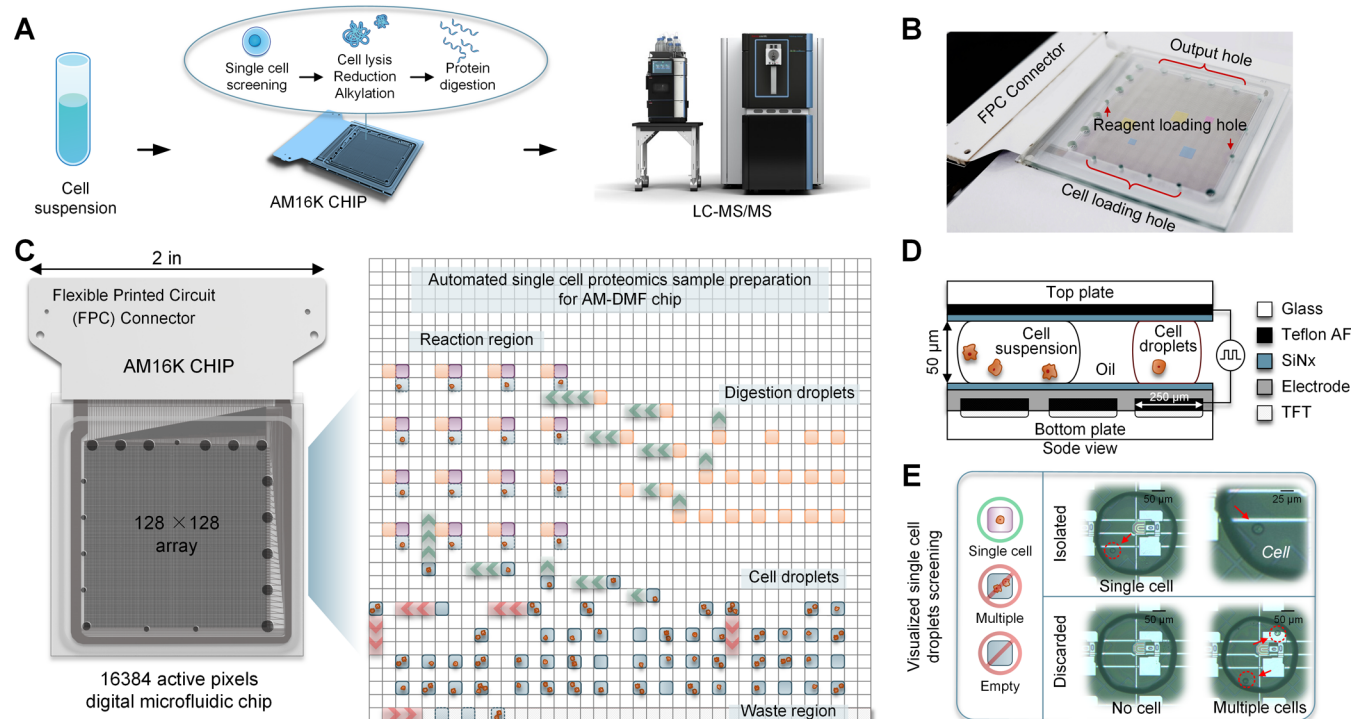 A
Single cell
screening
Cell lysis
Reduction
Alkylation
Protein
digestion
Cell
suspension
AM16K CHIP
LC-MS/MS
B
FPC Connector
Output hole
Reagent loading hole
Cell loading hole
C
2 in
Flexible Printed Circuit
(FPC) Connector
AM16K CHIP
128 ×128
array
16384 active pixels
digital microfluidic chip
Automated single cell proteomics sample preparation
for AM-DMF chip
Reaction region
Digestion droplets
Cell droplets
Waste region
D
Top plate
50 μm
Cell
suspension
Oil
Cell
droplets
250 μm
Bottom plate
Sode view
Glass
Teflon AF
SiNx
Electrode
TFT
E
Visualized single cell
droplets screening
Single cell
Multiple
Empty
Isolated
50 μm
Single cell
25 μm
Cell
Discarded
50 μm
No cell
50 μm
Multiple cells